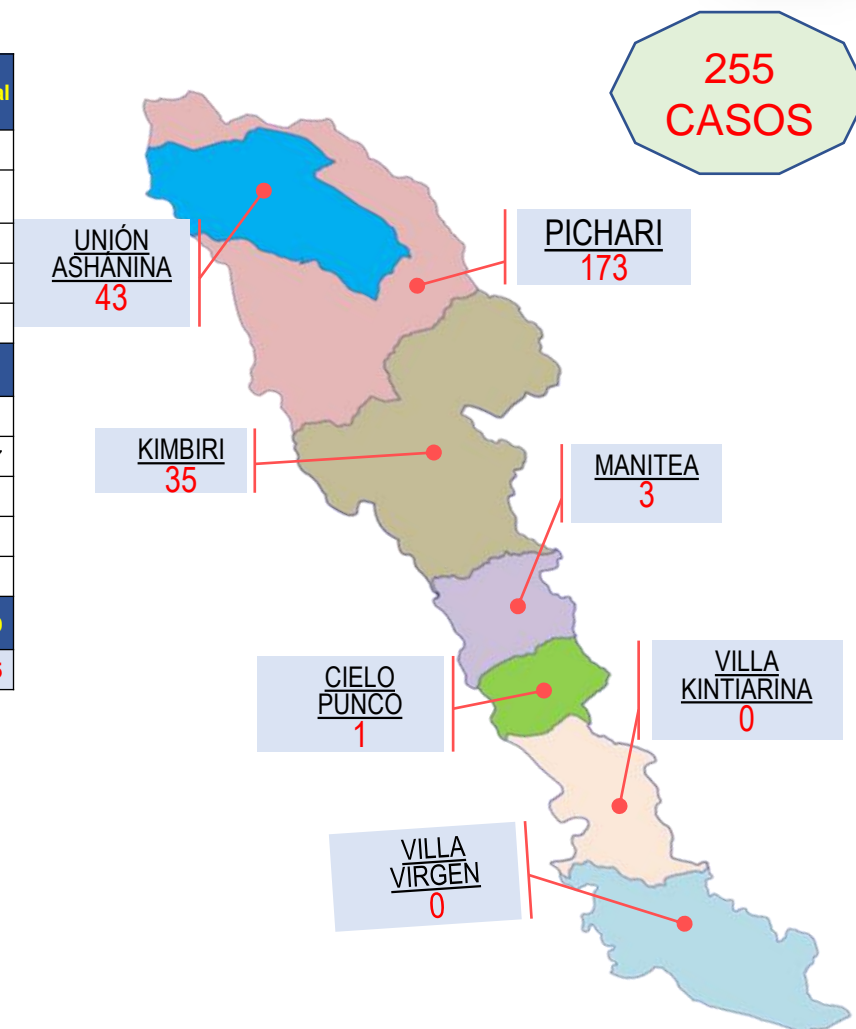 255
CASOS
UNIÓN
ASHÁNINA
43
PICHARI
173
KIMBIRI
35
MANITEA
3
CIELO
PUNCO
1
VILLA
KINTIARINA
0
VILLA
VIRGEN
0